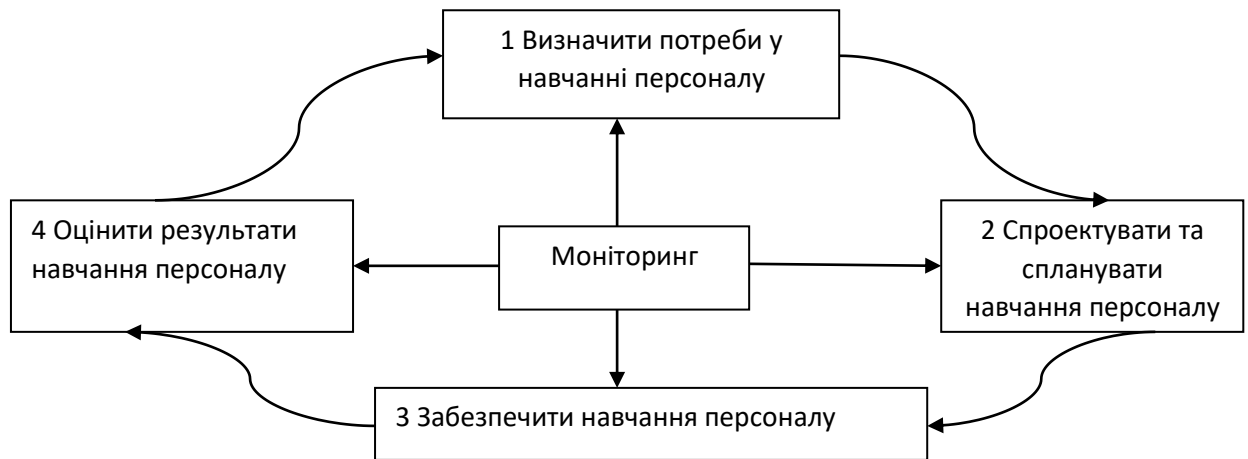 1 Визначити потреби у
навчанні персоналу
4 Оцінити результати
навчання персоналу
Моніторинг
2 Спроектувати та
спланувати
навчання персоналу
3 Забезпечити навчання персоналу